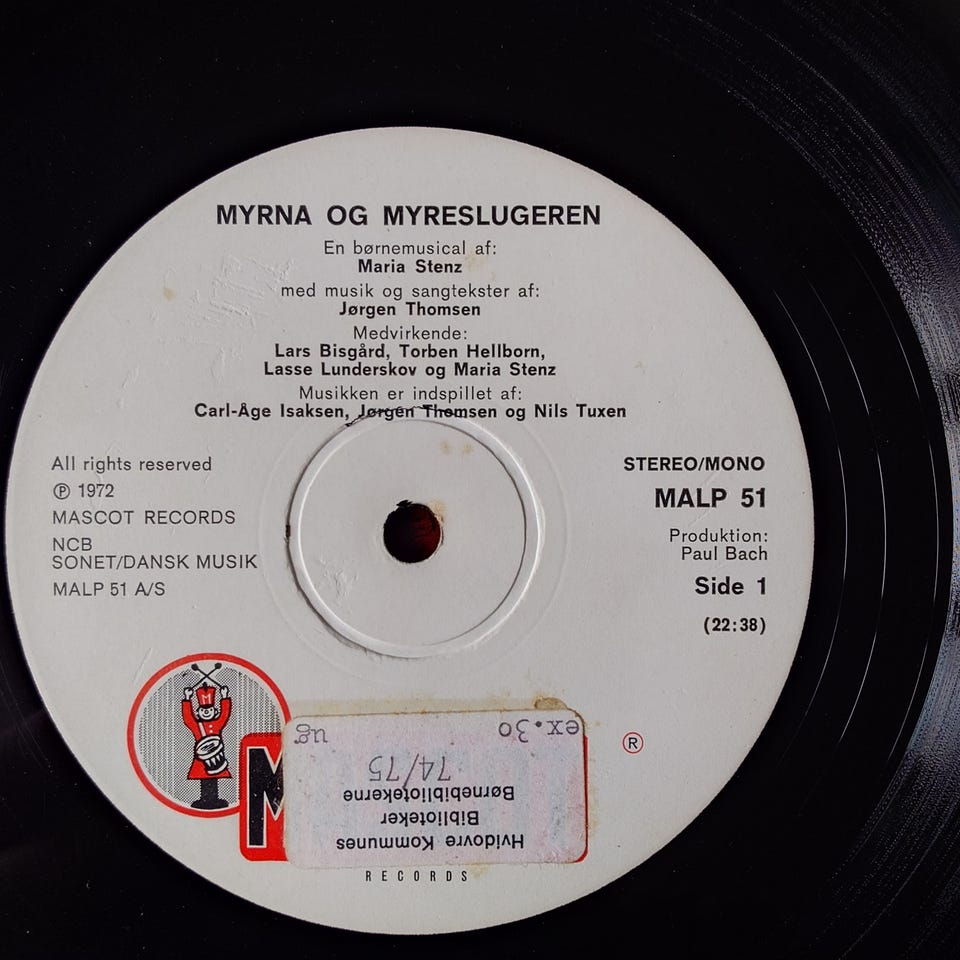 MYRNA OG MYRESLUGEREN
En børnemusical af:
Maria Stenz
med musik og sangtekster af:
Jørgen Thomsen
Medvirkende:
Lars Bisgård, Torben Hellborn,
Lasse Lunderskov og Maria Stenz
Musikken er indspillet af:
Carl-Åge Isaksen, Jørgen Thomsen og Nils Tuxen
All rights reserved
℗ 1972
MASCOT RECORDS
NCB
SONET/DANSK MUSIK
MALP 51 A/S
STEREO/MONO
MALP 51
Produktion:
Paul Bach
Side 1
(22:38)
M
M
®
Hvidovre Kommunes
Biblioteker
Børnebibliotekerne
74/75
ex.30 ug
RECORDS